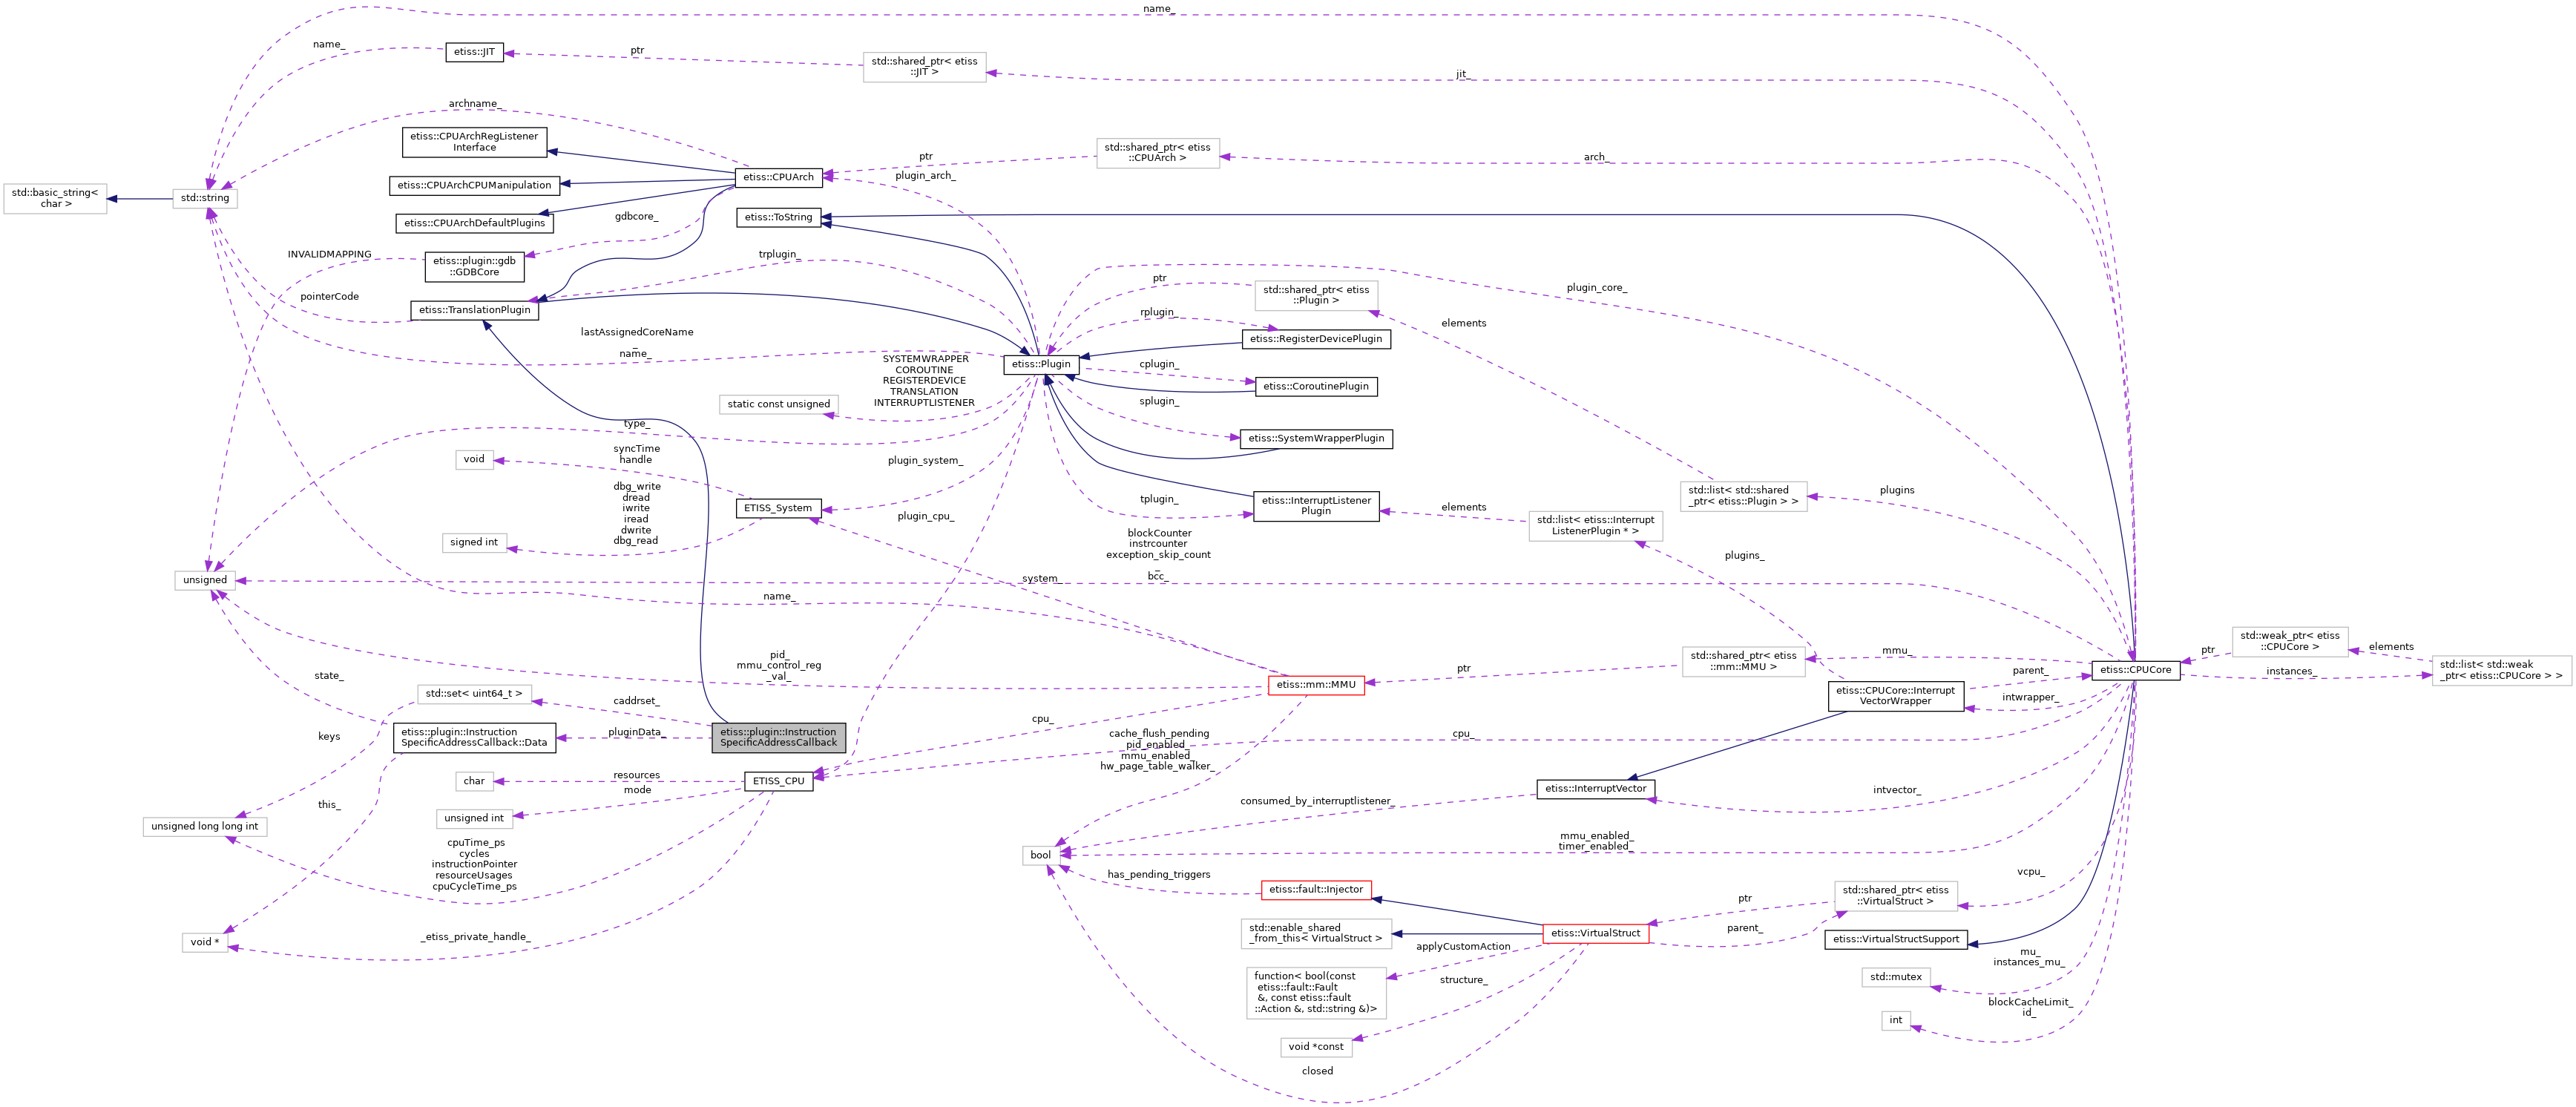 name_
name_
etiss::JIT
ptr
std::shared_ptr< etiss
::JIT >
jit_
archname_
etiss::CPUArchRegListener
Interface
etiss::CPUArchCPUManipulation
etiss::CPUArchDefaultPlugins
etiss::CPUArch
ptr
std::shared_ptr< etiss
::CPUArch >
arch_
plugin_arch_
std::basic_string<
char >
std::string
gdbcore_
etiss::ToString
INVALIDMAPPING
etiss::plugin::gdb
::GDBCore
trplugin_
pointerCode
etiss::TranslationPlugin
ptr
std::shared_ptr< etiss
::Plugin >
plugin_core_
rplugin_
etiss::RegisterDevicePlugin
elements
lastAssignedCoreName
_
name_
etiss::Plugin
cplugin_
etiss::CoroutinePlugin
SYSTEMWRAPPER
COROUTINE
REGISTERDEVICE
TRANSLATION
INTERRUPTLISTENER
static const unsigned
splugin_
type_
etiss::SystemWrapperPlugin
void
syncTime
handle
plugin_system_
dbg_write
dread
iwrite
iread
dwrite
dbg_read
ETISS_System
tplugin_
etiss::InterruptListener
Plugin
elements
std::list< etiss::Interrupt
ListenerPlugin * >
std::list< std::shared
_ptr< etiss::Plugin > >
plugins
signed int
plugin_cpu_
blockCounter
instrcounter
exception_skip_count
_
bcc_
plugins_
unsigned
system_
name_
pid_
mmu_control_reg
_val_
state_
etiss::mm::MMU
ptr
std::shared_ptr< etiss
::mm::MMU >
mmu_
etiss::CPUCore
ptr
std::weak_ptr< etiss
::CPUCore >
elements
std::list< std::weak
_ptr< etiss::CPUCore > >
instances_
etiss::CPUCore::Interrupt
VectorWrapper
parent_
intwrapper_
std::set< uint64_t >
caddrset_
keys
etiss::plugin::Instruction
SpecificAddressCallback::Data
pluginData_
etiss::plugin::Instruction
SpecificAddressCallback
cpu_
cache_flush_pending
pid_enabled_
mmu_enabled_
hw_page_table_walker_
cpu_
char
resources
mode
ETISS_CPU
this_
unsigned int
unsigned long long int
consumed_by_interruptlistener_
etiss::InterruptVector
intvector_
cpuTime_ps
cycles
instructionPointer
resourceUsages
cpuCycleTime_ps
bool
mmu_enabled_
timer_enabled_
has_pending_triggers
etiss::fault::Injector
vcpu_
ptr
std::shared_ptr< etiss
::VirtualStruct >
void *
_etiss_private_handle_
std::enable_shared
_from_this< VirtualStruct >
etiss::VirtualStruct
parent_
etiss::VirtualStructSupport
applyCustomAction
function< bool(const
etiss::fault::Fault
&, const etiss::fault
::Action &, std::string &)>
structure_
mu_
instances_mu_
std::mutex
blockCacheLimit_
id_
int
void *const
closed